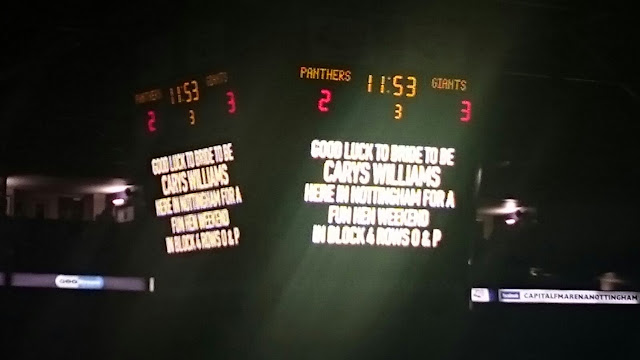 PANTHERS 11:53 GIANTS
2 3 3
GOOD LUCK TO BRIDE TO BE
CARYS WILLIAMS
HERE IN NOTTINGHAM FOR A
FUN HEN WEEKEND
IN BLOCK 4 ROWS O & P
PANTHERS 11:53 GIANTS
2 3 3
GOOD LUCK TO BRIDE TO BE
CARYS WILLIAMS
HERE IN NOTTINGHAM FOR A
FUN HEN WEEKEND
IN BLOCK 4 ROWS O & P
CAPITALFMARENANOTTINGHAM